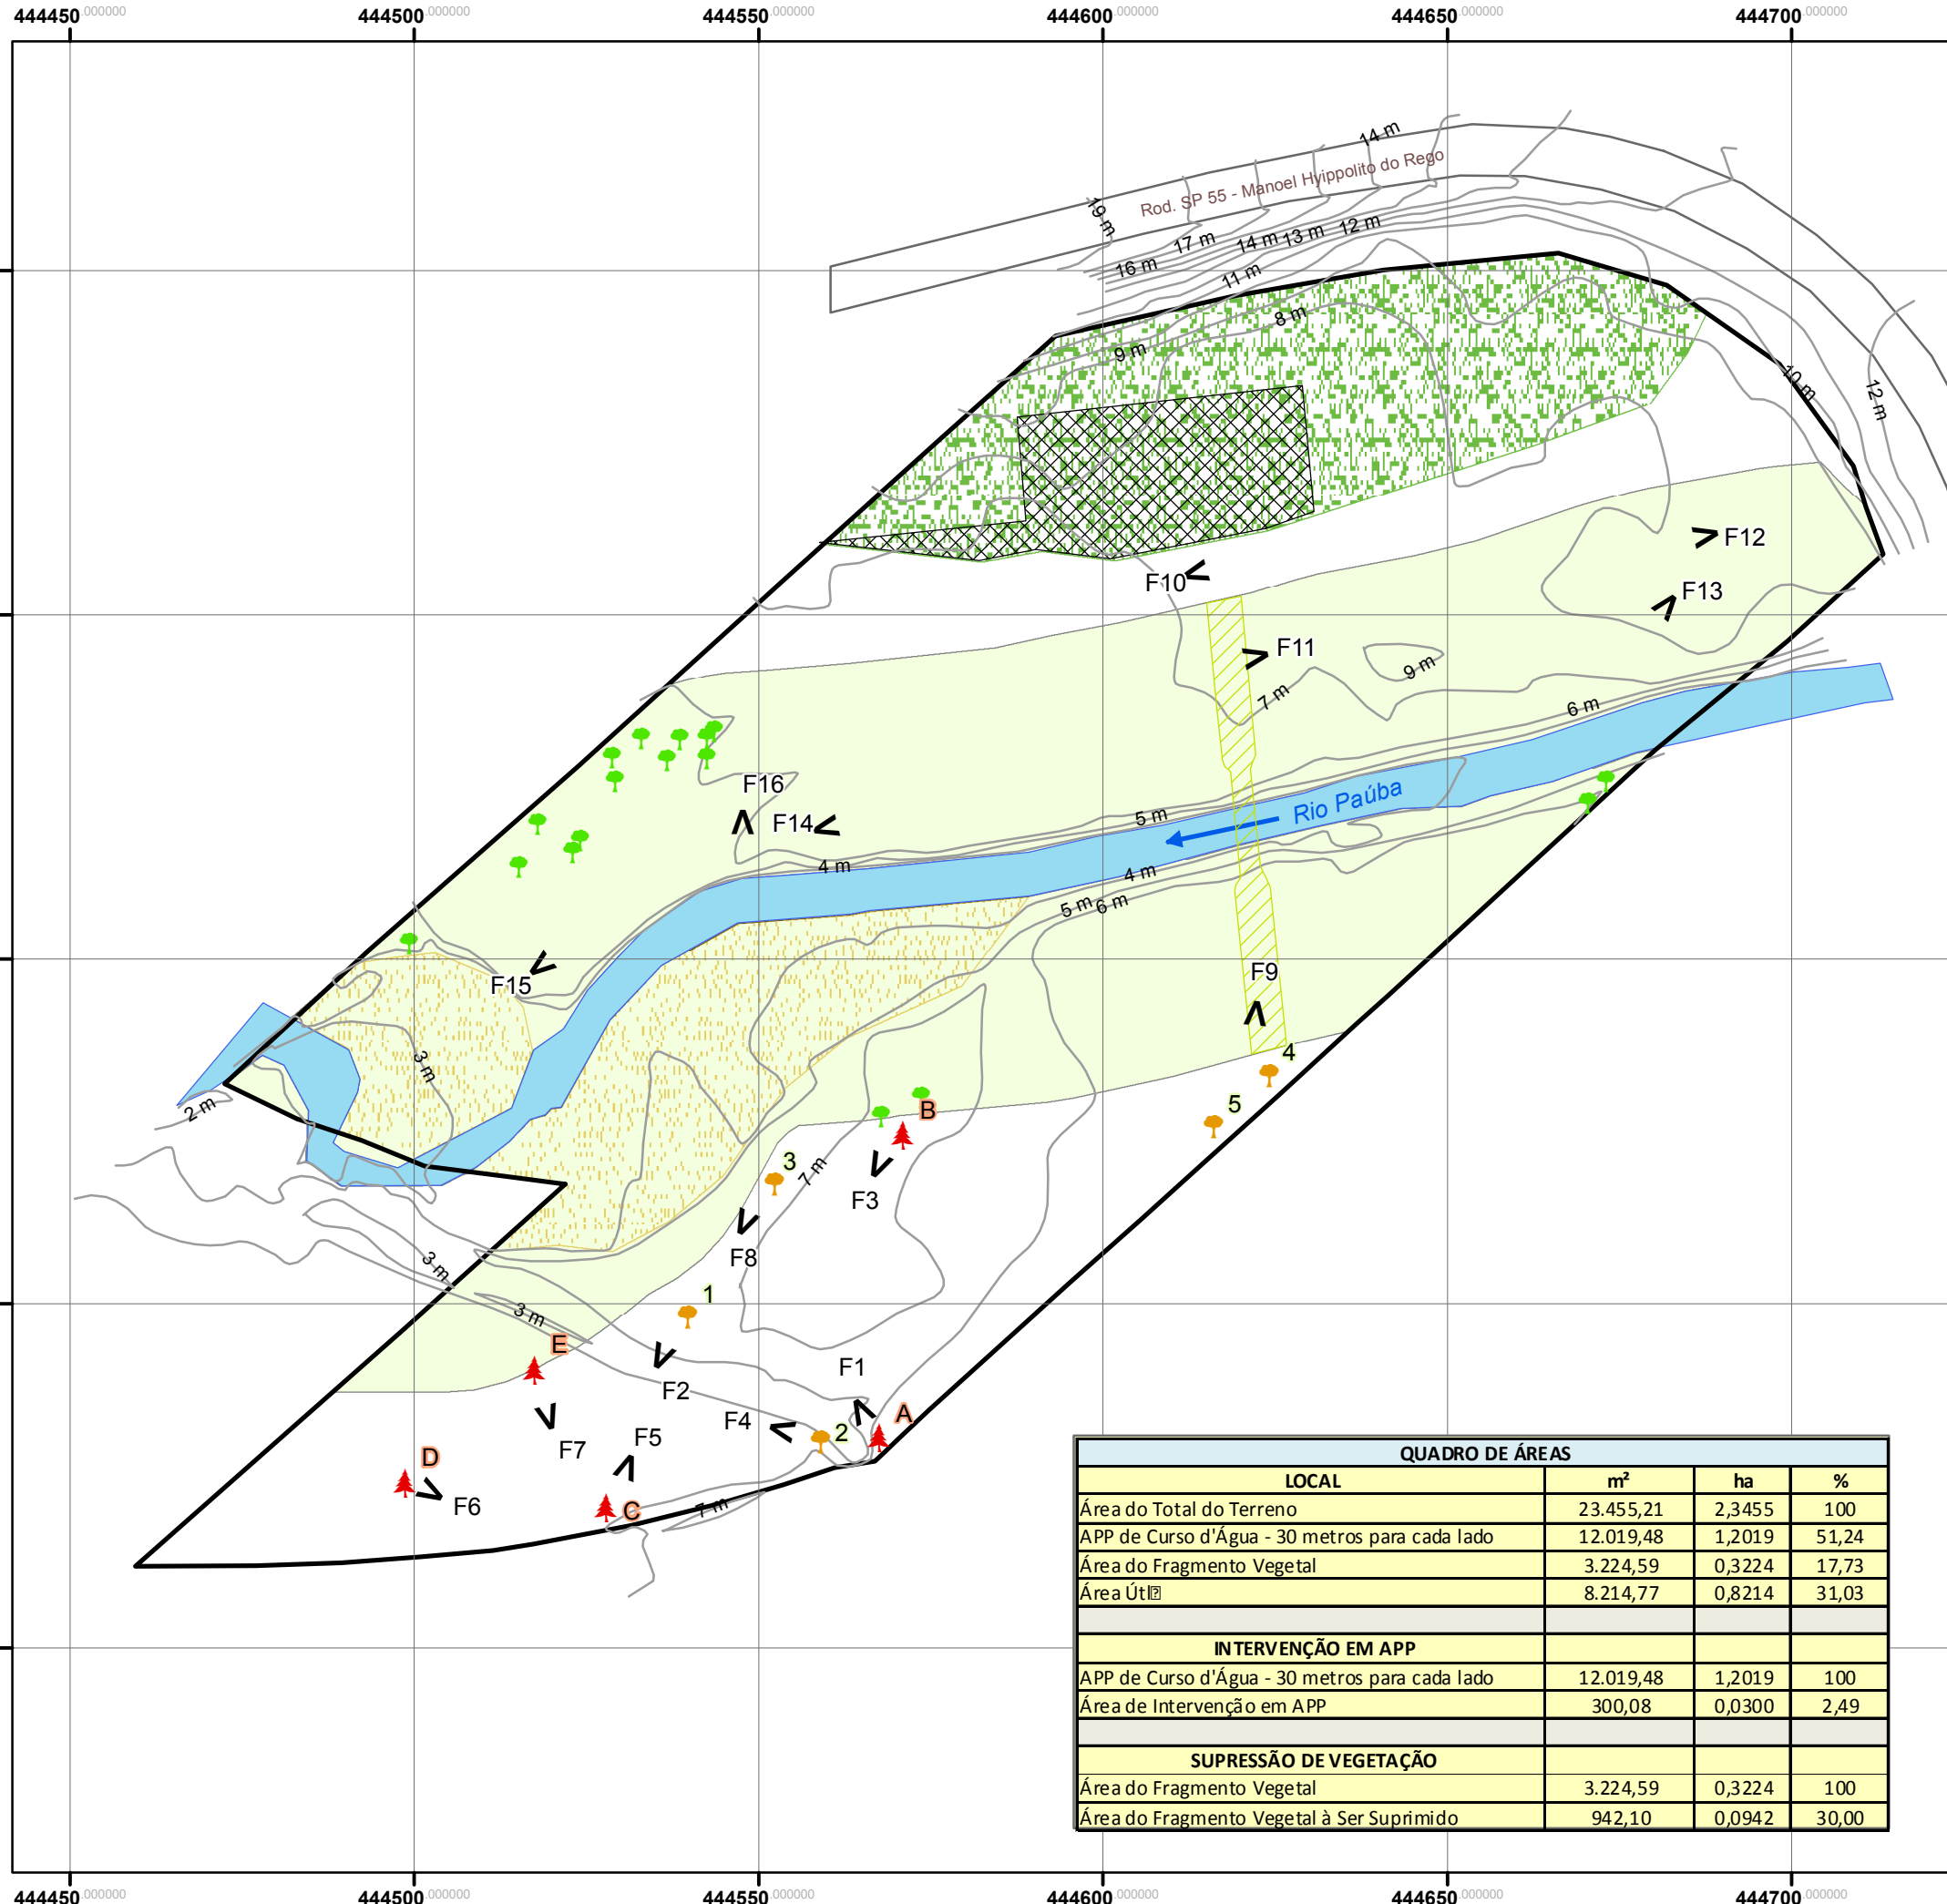 444450.000000 444500.000000 444550.000000 444600.000000 444650.000000 444700.000000
14 m
Rod. SP 55 - Manoel Hyippolito do Rego
19 m
17 m
14 m
13 m
12 m
16 m
11 m
8 m
9 m
10 m
12 m
F12
F10
F13
F11
9 m
7 m
6 m
F16
Rio Paúba
F14
5 m
4 m
4 m
5 m
6 m
F15
F9
3 m
4
2 m
5
B
3
7 m
F3
F8
3 m
1
3 m
E
F1
F2
A
F4
2
F5
F7
D
F6
C
7 m
QUADRO DE ÁREAS
LOCAL m² ha %
Área do Total do Terreno 23.455,21 2,3455 100
APP de Curso d'Água - 30 metros para cada lado 12.019,48 1,2019 51,24
Área do Fragmento Vegetal 3.224,59 0,3224 17,73
Área Útl 8.214,77 0,8214 31,03
INTERVENÇÃO EM APP
APP de Curso d'Água - 30 metros para cada lado 12.019,48 1,2019 100
Área de Intervenção em APP 300,08 0,0300 2,49
SUPRESSÃO DE VEGETAÇÃO
Área do Fragmento Vegetal 3.224,59 0,3224 100
Área do Fragmento Vegetal à Ser Suprimido 942,10 0,0942 30,00
444450.000000 444500.000000 444550.000000 444600.000000 444650.000000 444700.000000